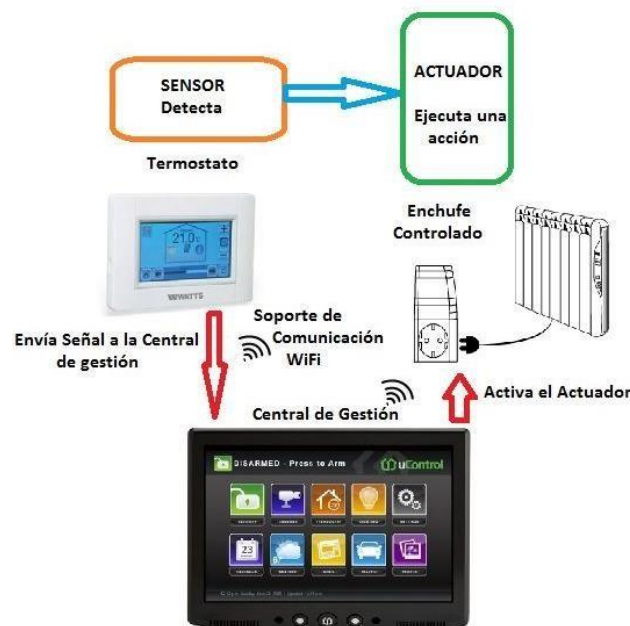 SENSOR
Detecta
ACTUADOR
Ejecuta una
acción
Termostato
Enchufe
Controlado
21.0
WATTS
Envía Señal a la Central
de gestión
Soporte de
Comunicación
WiFi
Activa el Actuador
Central de Gestión
DISARMED - Press to Arm
uControl
23